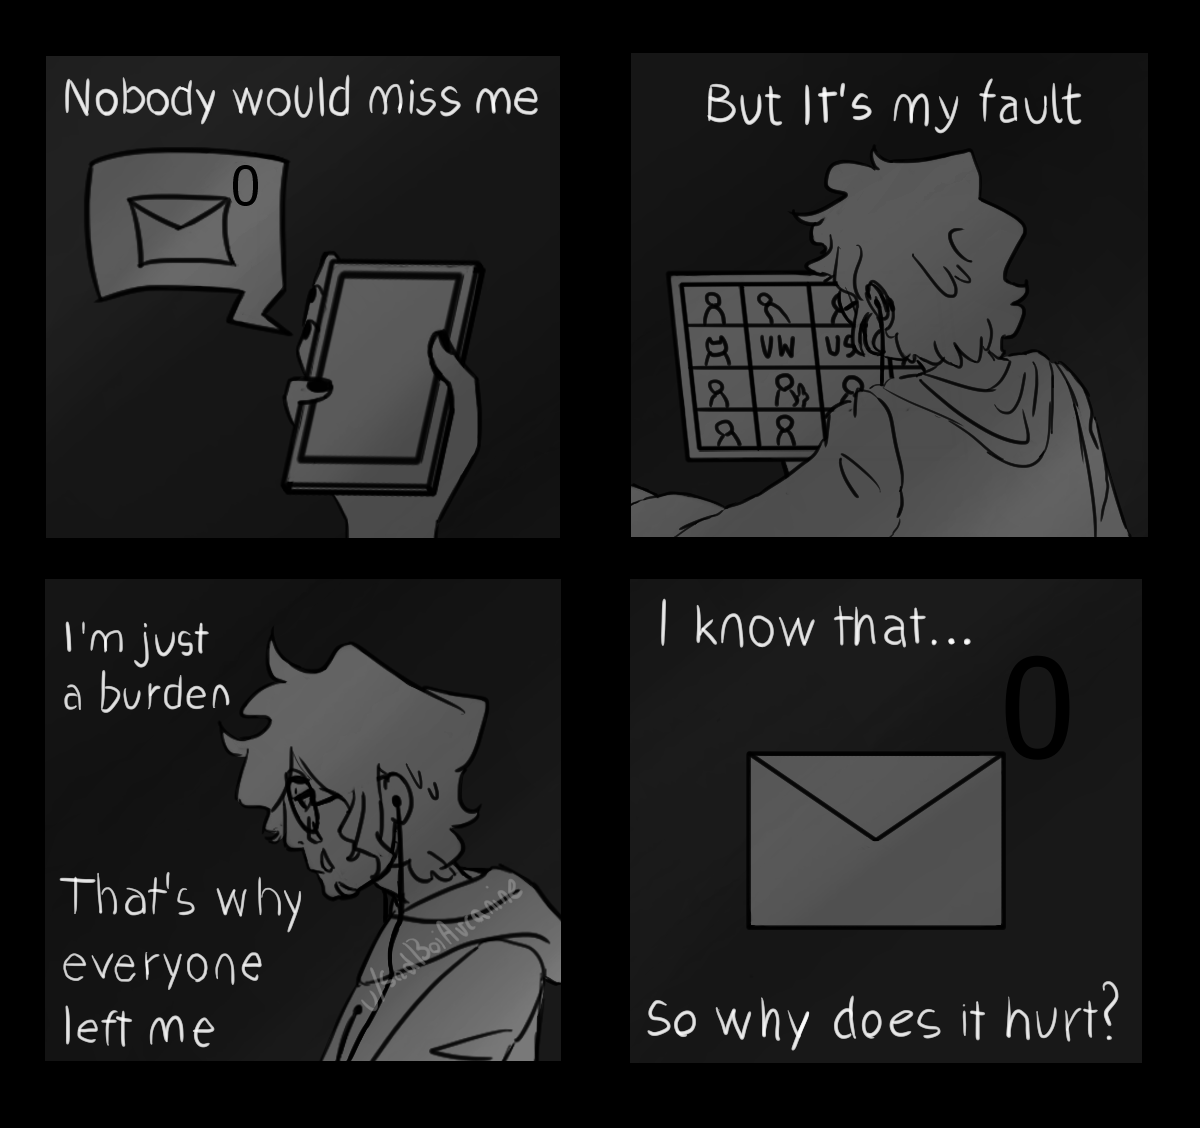 Nobody would miss me
0
But It's my fault
VW
US
I'm just
a burden
That's why
everyone
left me
u/SadBoiAvcanine
I know that...
0
So why does it hurt?